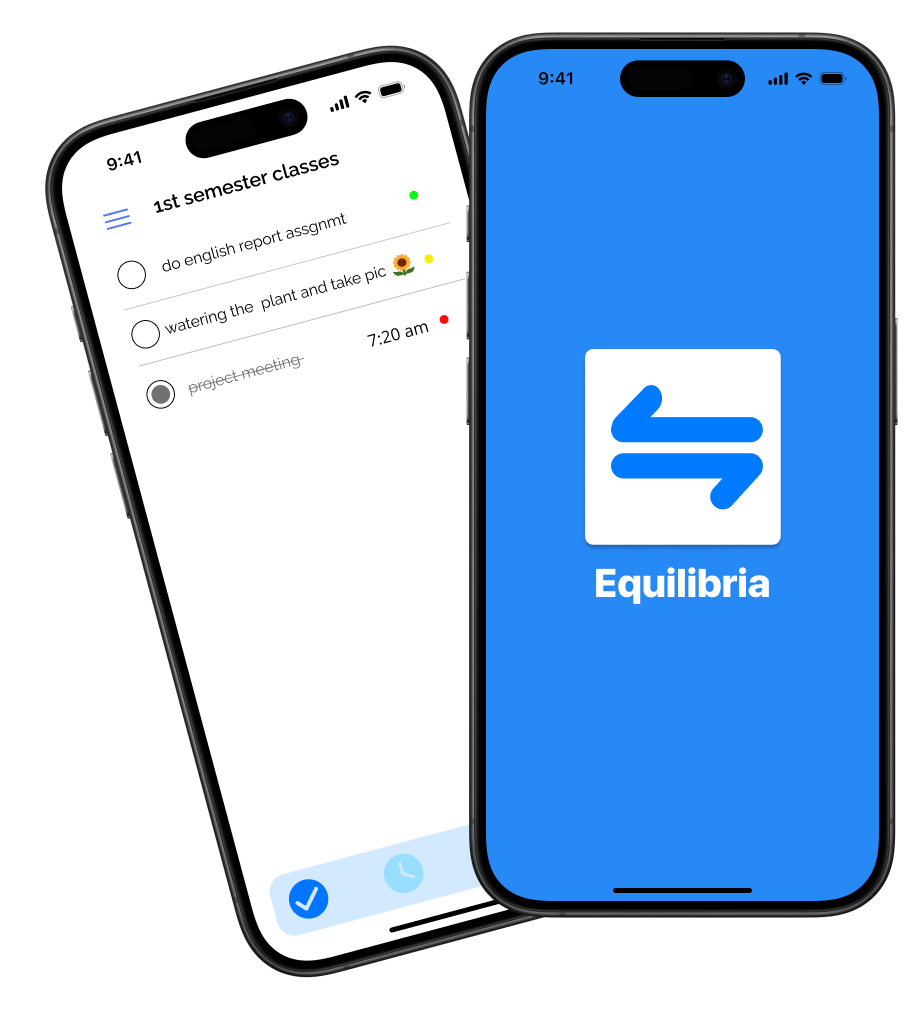 9:41
1st semester classes
do english report assgnmt
watering the plant and take pic 🌻
7:20 am
project meeting
9:41
Equilibria